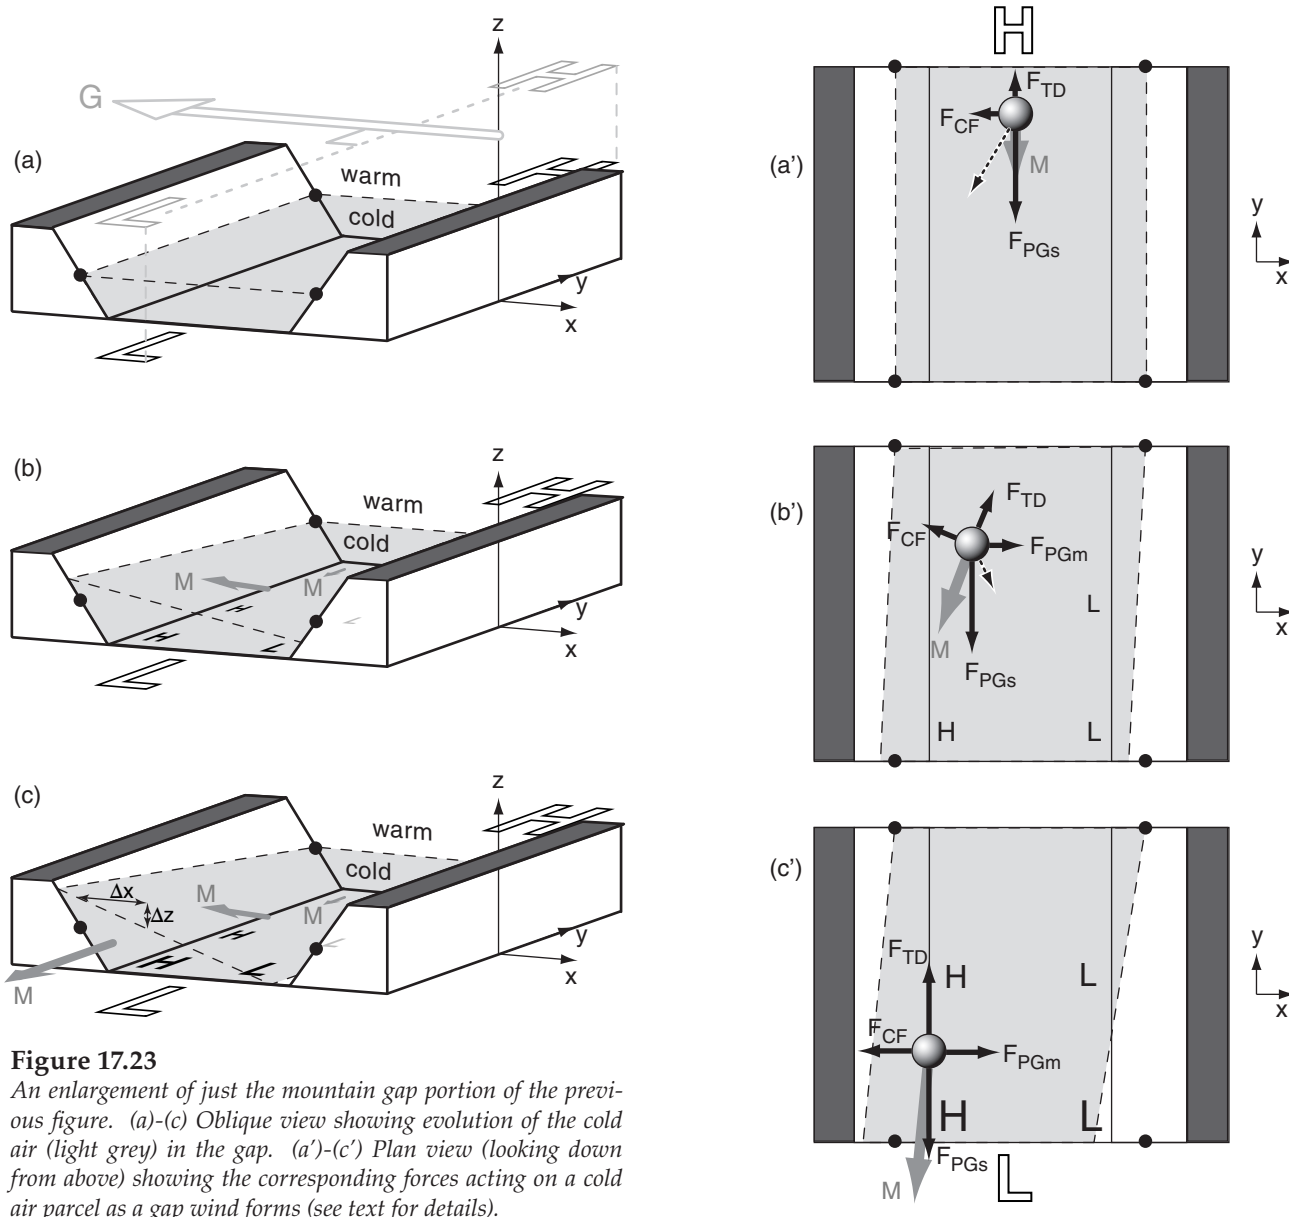 (a)
G
H
L
z
warm
cold
H
y
x
L
(b)
z
H
warm
cold
M
M
H
H
L
L
y
x
L
(c)
z
H
warm
cold
Δx
Δz
M
M
H
H
L
L
y
x
M
L
Figure 17.23
An enlargement of just the mountain gap portion of the previ-
ous figure. (a)-(c) Oblique view showing evolution of the cold
air (light grey) in the gap. (a’)-(c’) Plan view (looking down
from above) showing the corresponding forces acting on a cold
air parcel as a gap wind forms (see text for details).
H
(a’)
F_TD
F_CF
M
F_PGs
y
x
(b’)
F_TD
F_CF
F_PGm
M
F_PGs
L
H L
y
x
(c’)
F_TD
H L
F_CF
F_PGm
H L
F_PGs
M
L
y
x